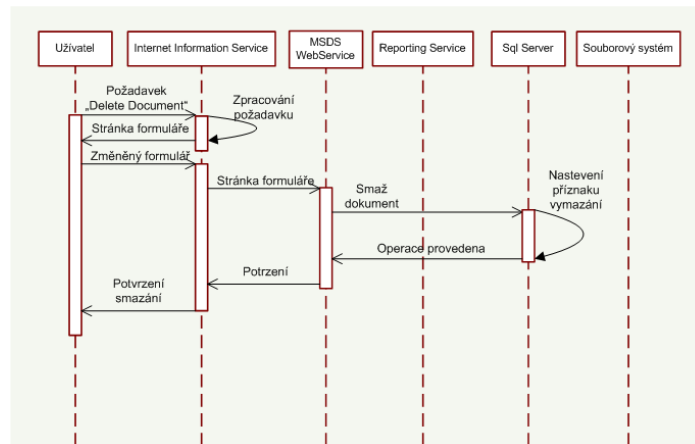 Uživatel
Internet Information Service
MSDS
WebService
Reporting Service
Sql Server
Souborový systém
Požadavek
„Delete Document“
Zpracování
požadavku
Stránka formuláře
Změněný formulář
Stránka formuláře
Smaž
dokument
Nastevení
příznaku
vymazání
Operace provedena
Potrzení
Potvrzení
smazání